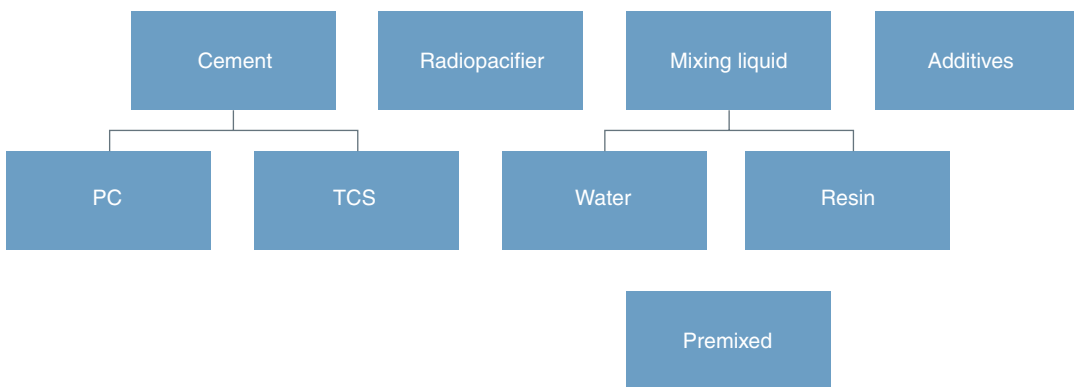 Cement
Radiopacifier
Mixing liquid
Additives
PC
TCS
Water
Resin
Premixed